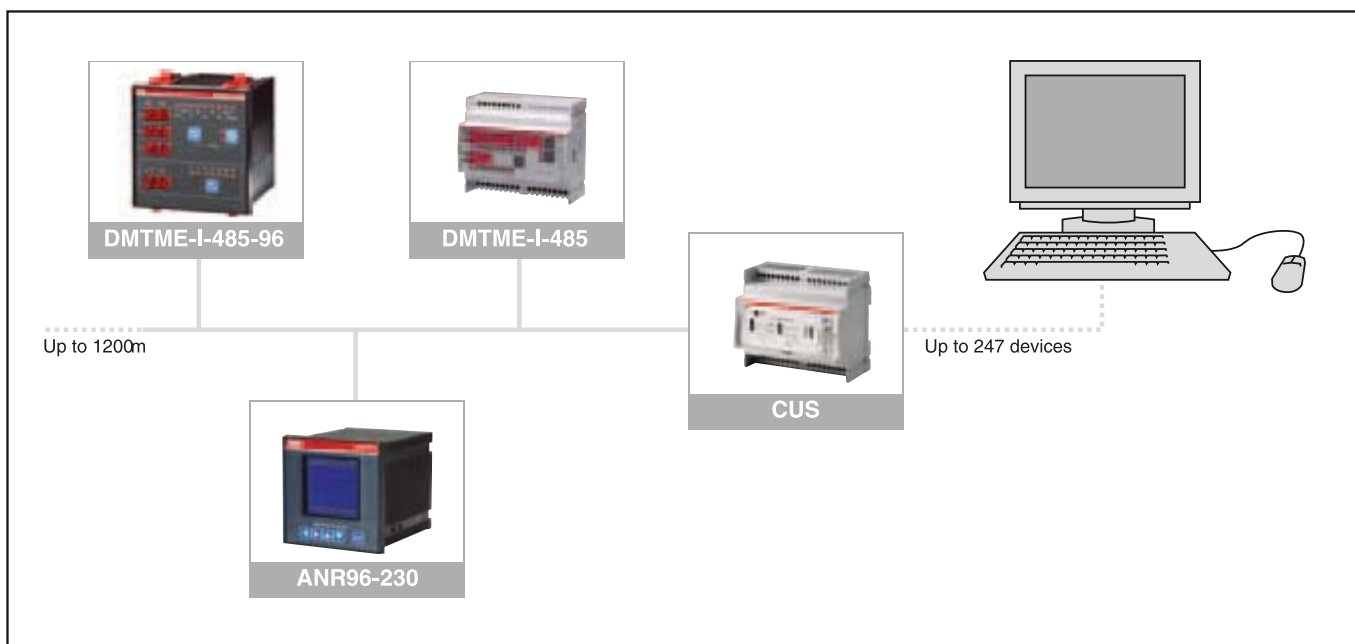 DMTME-I-485-96
DMTME-I-485
Up to 1200m
Up to 247 devices
CUS
ANR96-230